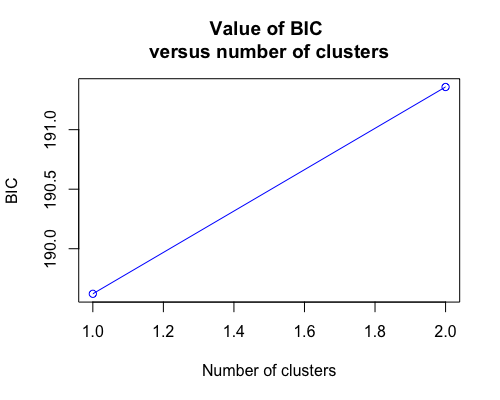 Value of BIC
versus number of clusters
BIC
191.0
190.5
190.0
1.0 1.2 1.4 1.6 1.8 2.0
Number of clusters